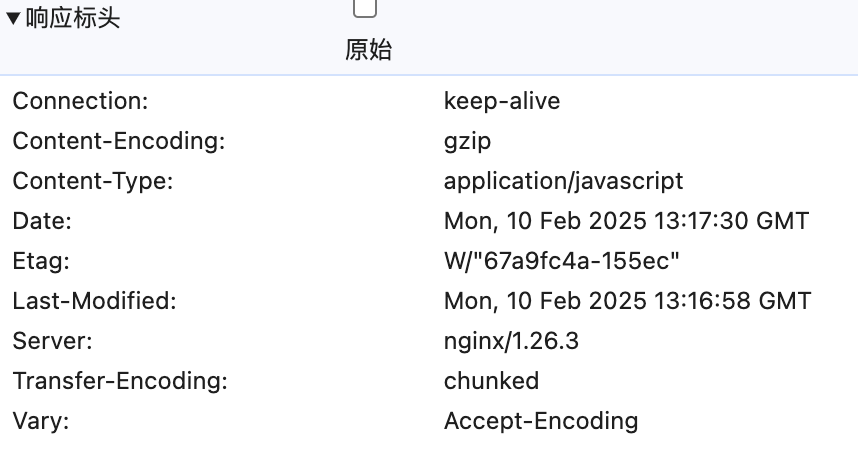 ▼响应标头
原始
Connection: keep-alive
Content-Encoding: gzip
Content-Type: application/javascript
Date: Mon, 10 Feb 2025 13:17:30 GMT
Etag: W/"67a9fc4a-155ec"
Last-Modified: Mon, 10 Feb 2025 13:16:58 GMT
Server: nginx/1.26.3
Transfer-Encoding: chunked
Vary: Accept-Encoding